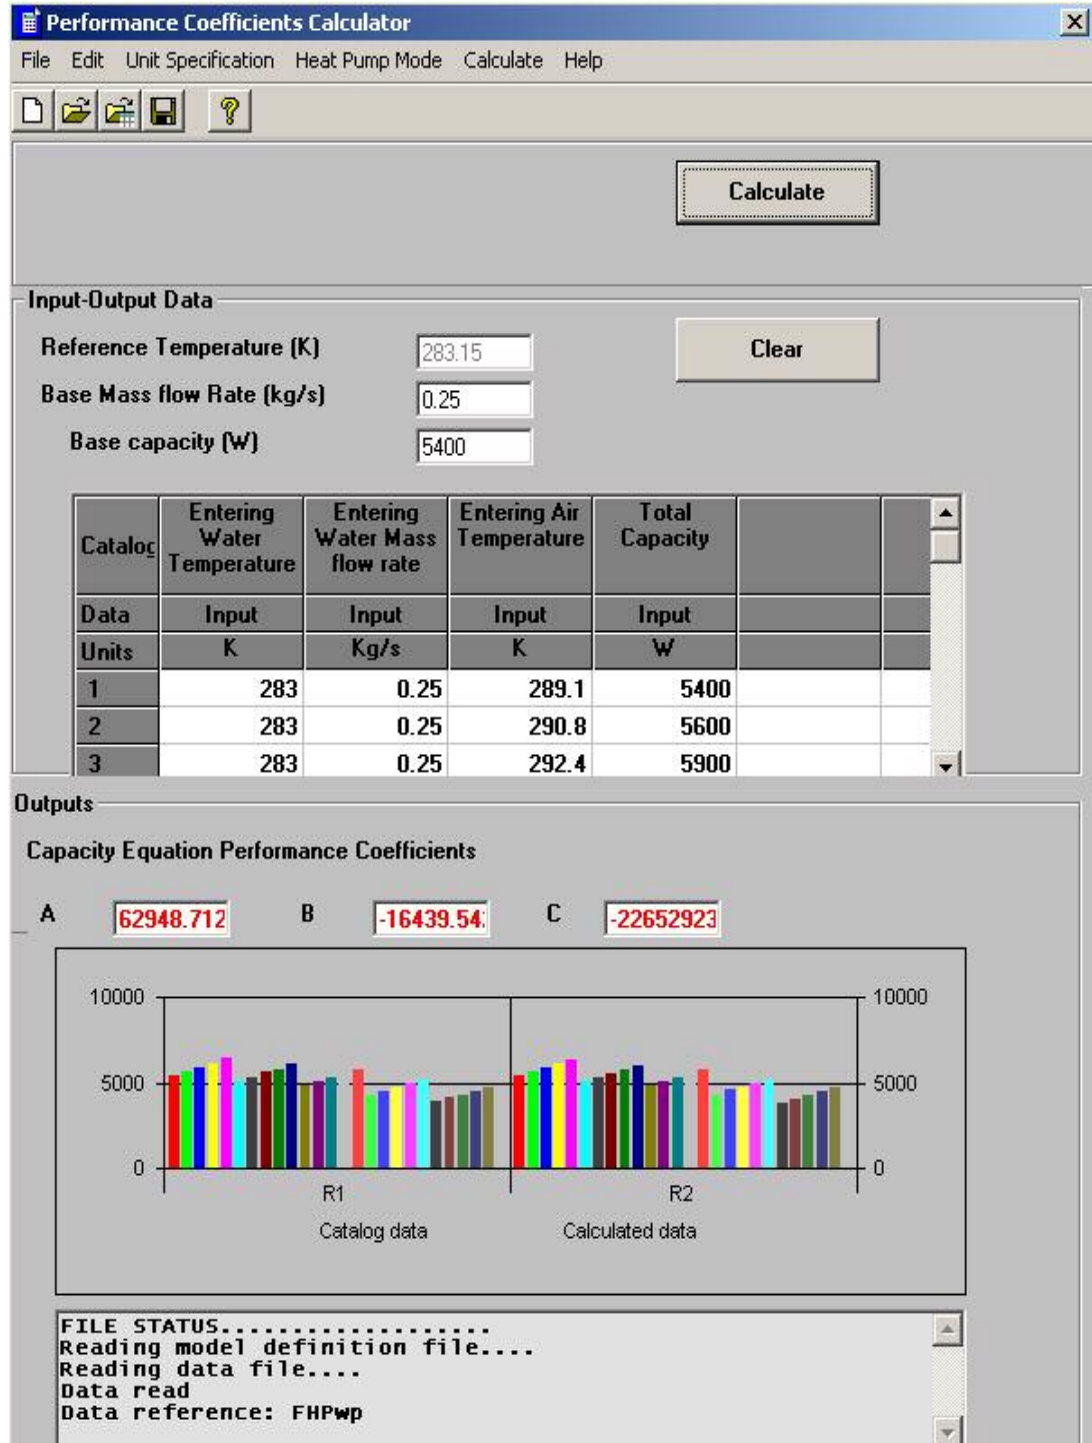 Performance Coefficients Calculator
File Edit Unit Specification Heat Pump Mode Calculate Help
Calculate
Input-Output Data
Reference Temperature (K) 283.15
Clear
Base Mass flow Rate (kg/s) 0.25
Base capacity (W) 5400
Catalog Entering Water Temperature Entering Water Mass flow rate Entering Air Temperature Total Capacity
Data Input Input Input Input
Units K Kg/s K W
1 283 0.25 289.1 5400
2 283 0.25 290.8 5600
3 283 0.25 292.4 5900
Outputs
Capacity Equation Performance Coefficients
A 62948.712 B -16439.54 C -22652923
10000 10000
5000 5000
0 0
R1 R2
Catalog data Calculated data
FILE STATUS...................
Reading model definition file....
Reading data file....
Data read
Data reference: FHPwp